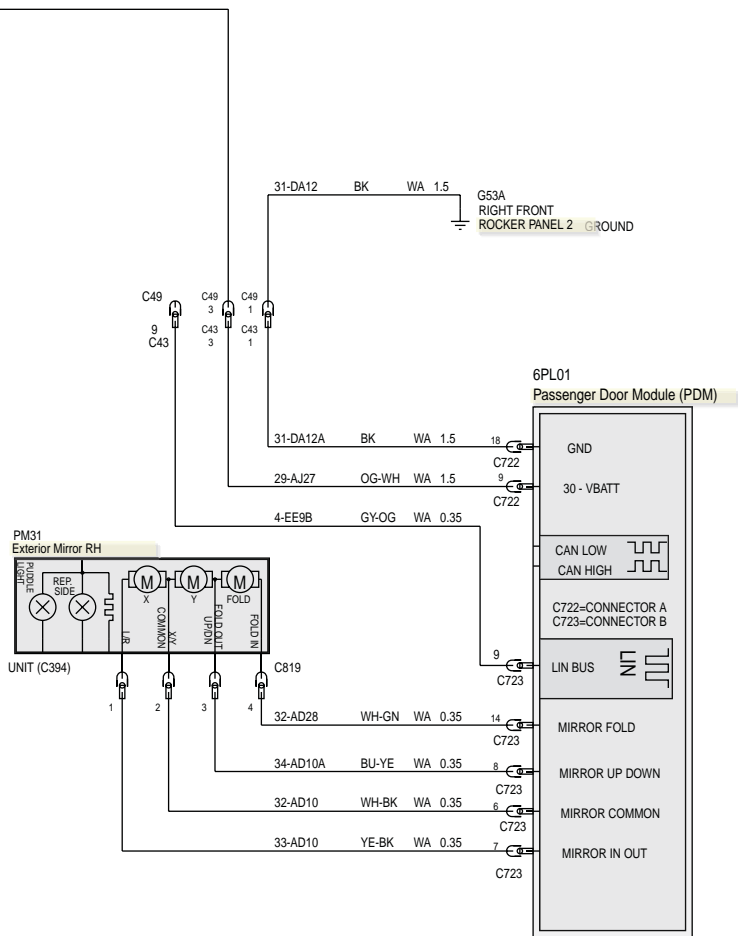 31-DA12 BK WA 1.5
G53A
RIGHT FRONT
ROCKER PANEL 2 GROUND
C49 C49 C49
3 1
9 C43 C43
C43 3 1
6PL01
Passenger Door Module (PDM)
31-DA12A BK WA 1.5 18
GND
C722
29-AJ27 OG-WH WA 1.5 9
30 - VBATT
C722
4-EE9B GY-OG WA 0.35
PM31
Exterior Mirror RH
PUDDLE
LIGHT
REP.
SIDE
M M M
X Y FOLD
L/R
X/Y
COMMON
FOLD OUT
UP/DN
FOLD IN
CAN LOW
CAN HIGH
C722=CONNECTOR A
C723=CONNECTOR B
9
LIN BUS LIN
C723
UNIT (C394)
C819
1 2 3 4
32-AD28 WH-GN WA 0.35 14
MIRROR FOLD
C723
34-AD10A BU-YE WA 0.35 8
MIRROR UP DOWN
C723
32-AD10 WH-BK WA 0.35 6
MIRROR COMMON
C723
33-AD10 YE-BK WA 0.35 7
MIRROR IN OUT
C723